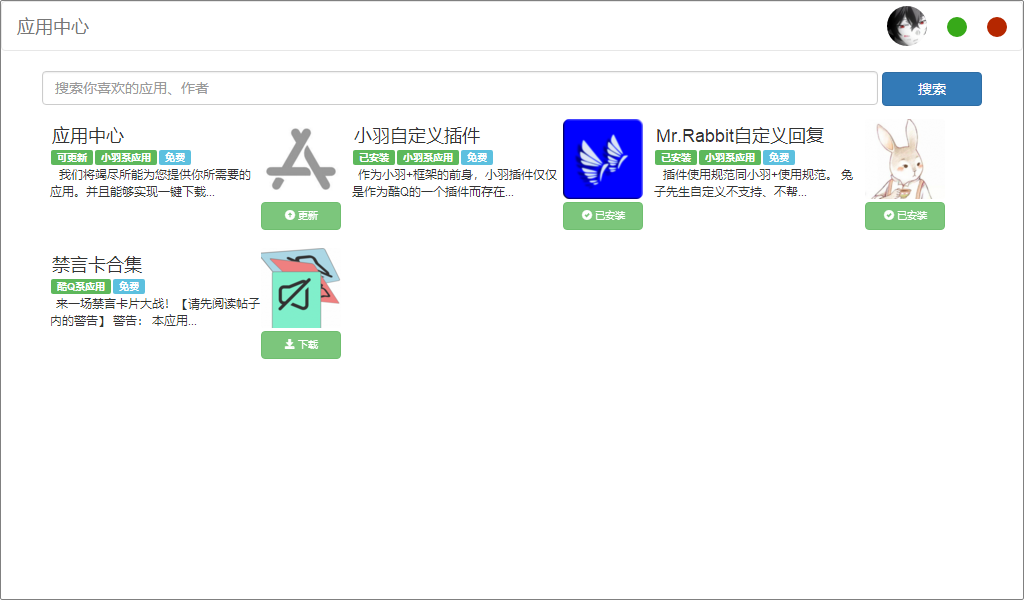 应用中心
搜索你喜欢的应用、作者
搜索
应用中心
可更新 小羽系应用 免费
我们将竭尽所能为您提供你所需要的
应用。并且能够实现一键下载...
更新
小羽自定义插件
已安装 小羽系应用 免费
作为小羽+框架的前身，小羽插件仅仅
是作为酷Q的一个插件而存在...
已安装
Mr.Rabbit自定义回复
已安装 小羽系应用 免费
插件使用规范同小羽+使用规范。 兔
子先生自定义不支持、不帮...
已安装
禁言卡合集
酷Q系应用 免费
来一场禁言卡片大战！【请先阅读帖子
内的警告】 警告： 本应用...
下载